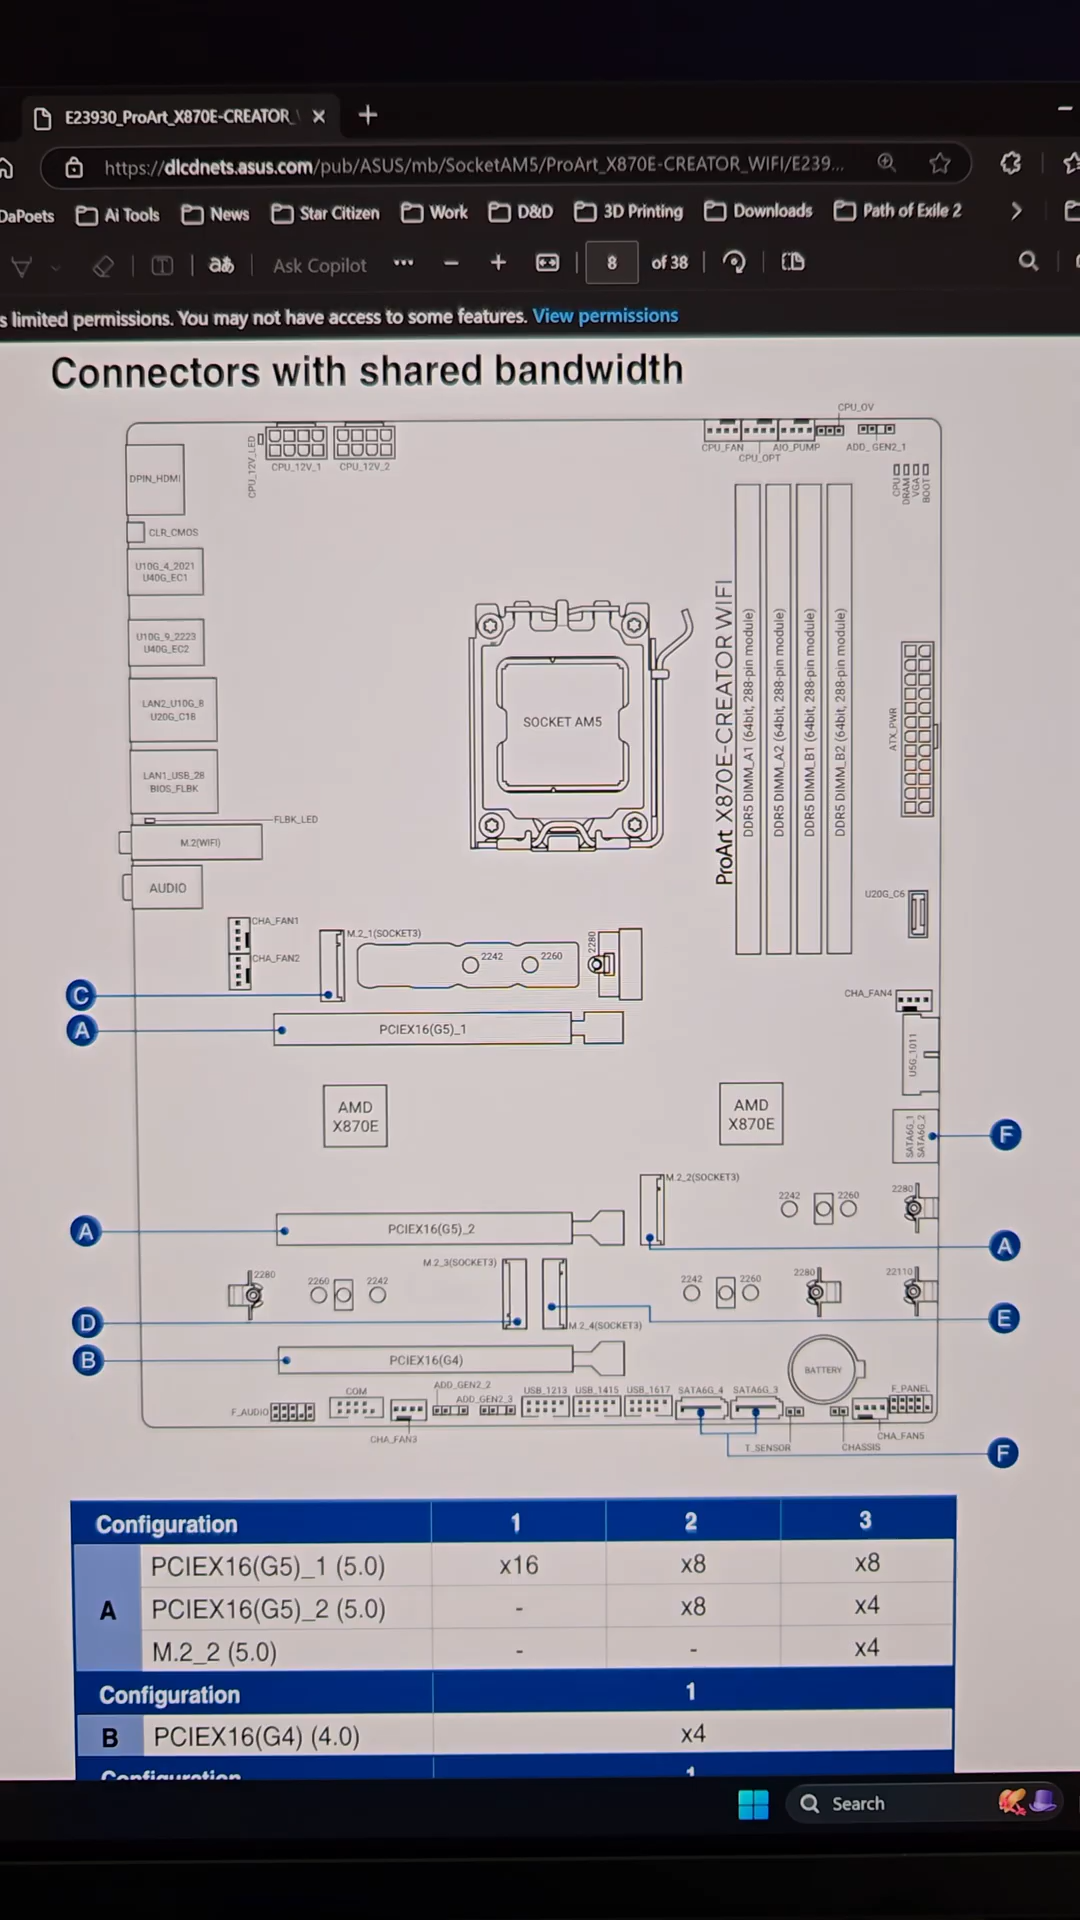 E23930_ProArt_X870E-CREATOR_
https://dlcdnets.asus.com/pub/ASUS/mb/SocketAM5/ProArt_X870E-CREATOR_WIFI/E239...
DaPoets Ai Tools News Star Citizen Work D&D 3D Printing Downloads Path of Exile 2
Ask Copilot 8 of 38
s limited permissions. You may not have access to some features. View permissions
Connectors with shared bandwidth
CPU_OV
CPU_12V_LED
CPU_12V_1
CPU_12V_2
CPU_FAN
CPU_OPT
AIO_PUMP
ADD_GEN2_1
CPU
DRAM
VGA
BOOT
DPIN_HDMI
CLR_CMOS
U10G_4_2021
U40G_EC1
U10G_9_2223
U40G_EC2
LAN2_U10G_8
U20G_C18
LAN1_USB_28
BIOS_FLBK
FLBK_LED
M.2(WIFI)
AUDIO
SOCKET AM5
ProArt X870E-CREATOR WIFI
DDR5 DIMM_A1 (64bit, 288-pin module)
DDR5 DIMM_A2 (64bit, 288-pin module)
DDR5 DIMM_B1 (64bit, 288-pin module)
DDR5 DIMM_B2 (64bit, 288-pin module)
ATX_PWR
U20G_C6
CHA_FAN1
CHA_FAN2
M.2_1(SOCKET3)
2242
2260
2280
CHA_FAN4
C
A
PCIEX16(G5)_1
U5G_1011
AMD
X870E
AMD
X870E
SATA6G_1
SATA6G_2
F
M.2_2(SOCKET3)
2242
2260
2280
A
PCIEX16(G5)_2
A
M.2_3(SOCKET3)
2280
2260
2242
2242
2260
2280
22110
D
M.2_4(SOCKET3)
E
B
PCIEX16(G4)
BATTERY
F_AUDIO
COM
CHA_FAN3
ADD_GEN2_2
ADD_GEN2_3
USB_1213
USB_1415
USB_1617
SATA6G_4
SATA6G_3
F_PANEL
T_SENSOR
CHASSIS
CHA_FAN5
F
Configuration 1 2 3
A
PCIEX16(G5)_1 (5.0) x16 x8 x8
PCIEX16(G5)_2 (5.0) - x8 x4
M.2_2 (5.0) - - x4
Configuration 1
B PCIEX16(G4) (4.0) x4
Configuration 1
Search